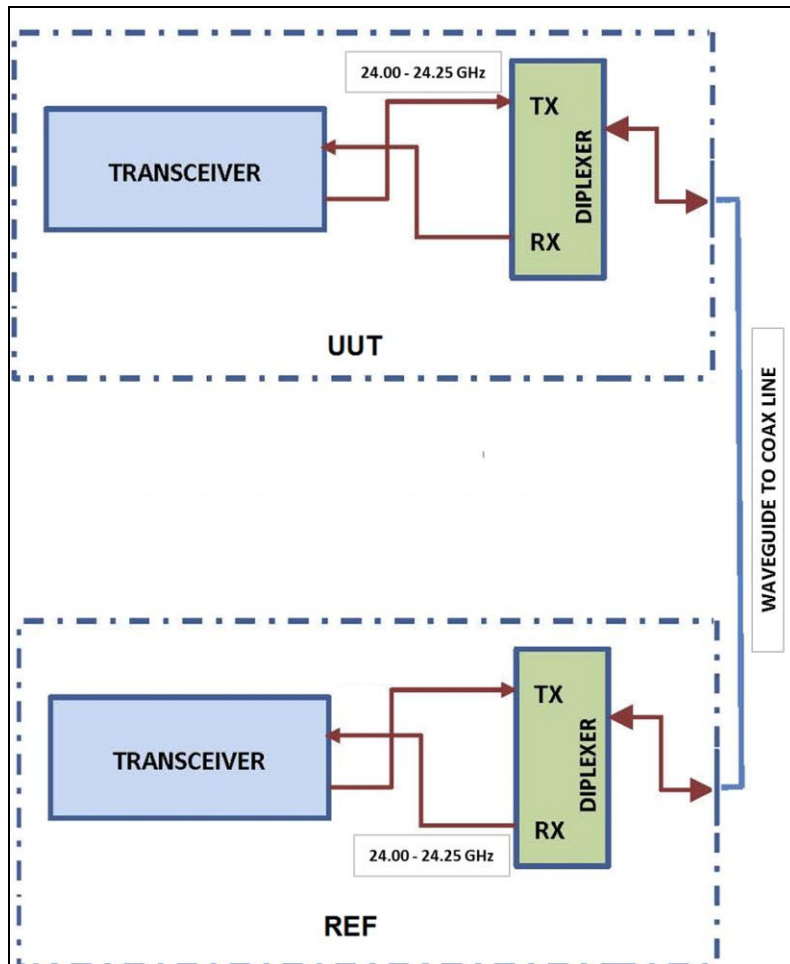 24.00 - 24.25 GHz
TX
TRANSCEIVER
DIPLEXER
RX
UUT
WAVEGUIDE TO COAX LINE
TX
TRANSCEIVER
DIPLEXER
RX
24.00 - 24.25 GHz
REF